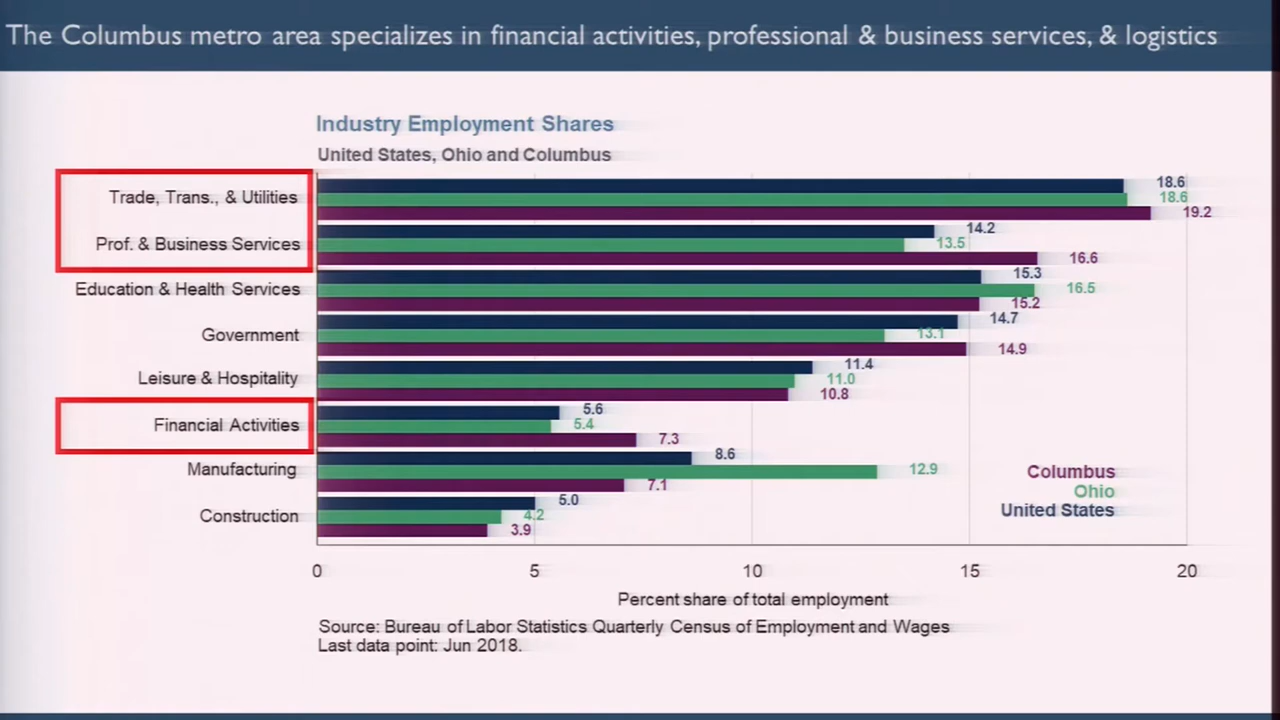 The Columbus metro area specializes in financial activities, professional & business services, & logistics
Industry Employment Shares
United States, Ohio and Columbus
Trade, Trans., & Utilities
18.6
18.6
19.2
Prof. & Business Services
14.2
13.5
16.6
Education & Health Services
15.3
16.5
15.2
Government
14.7
13.1
14.9
Leisure & Hospitality
11.4
11.0
10.8
Financial Activities
5.6
5.4
7.3
Manufacturing
8.6
12.9
7.1
Construction
5.0
4.2
3.9
Columbus
Ohio
United States
0 5 10 15 20
Percent share of total employment
Source: Bureau of Labor Statistics Quarterly Census of Employment and Wages
Last data point: Jun 2018.